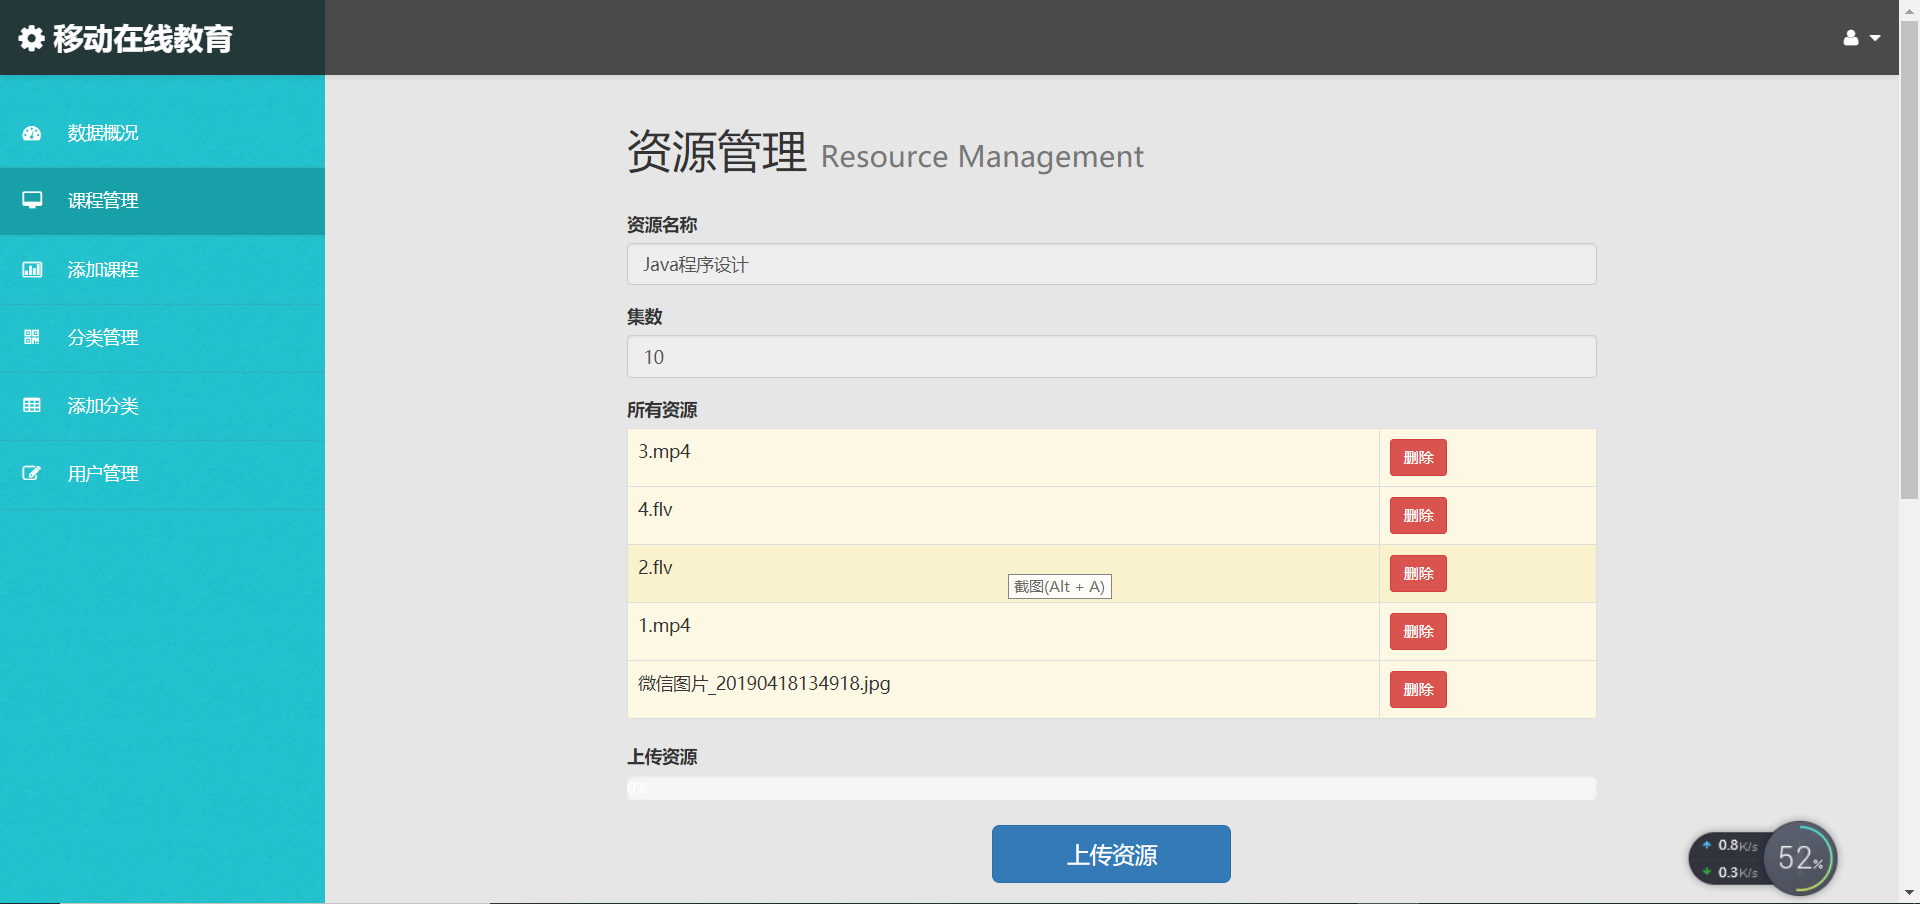 移动在线教育
数据概况
课程管理
添加课程
分类管理
添加分类
用户管理
资源管理 Resource Management
资源名称
Java程序设计
集数
10
所有资源
3.mp4 删除
4.flv 删除
2.flv 删除
截图(Alt + A)
1.mp4 删除
微信图片_20190418134918.jpg 删除
上传资源
0%
上传资源
0.8K/s
0.3K/s
52%